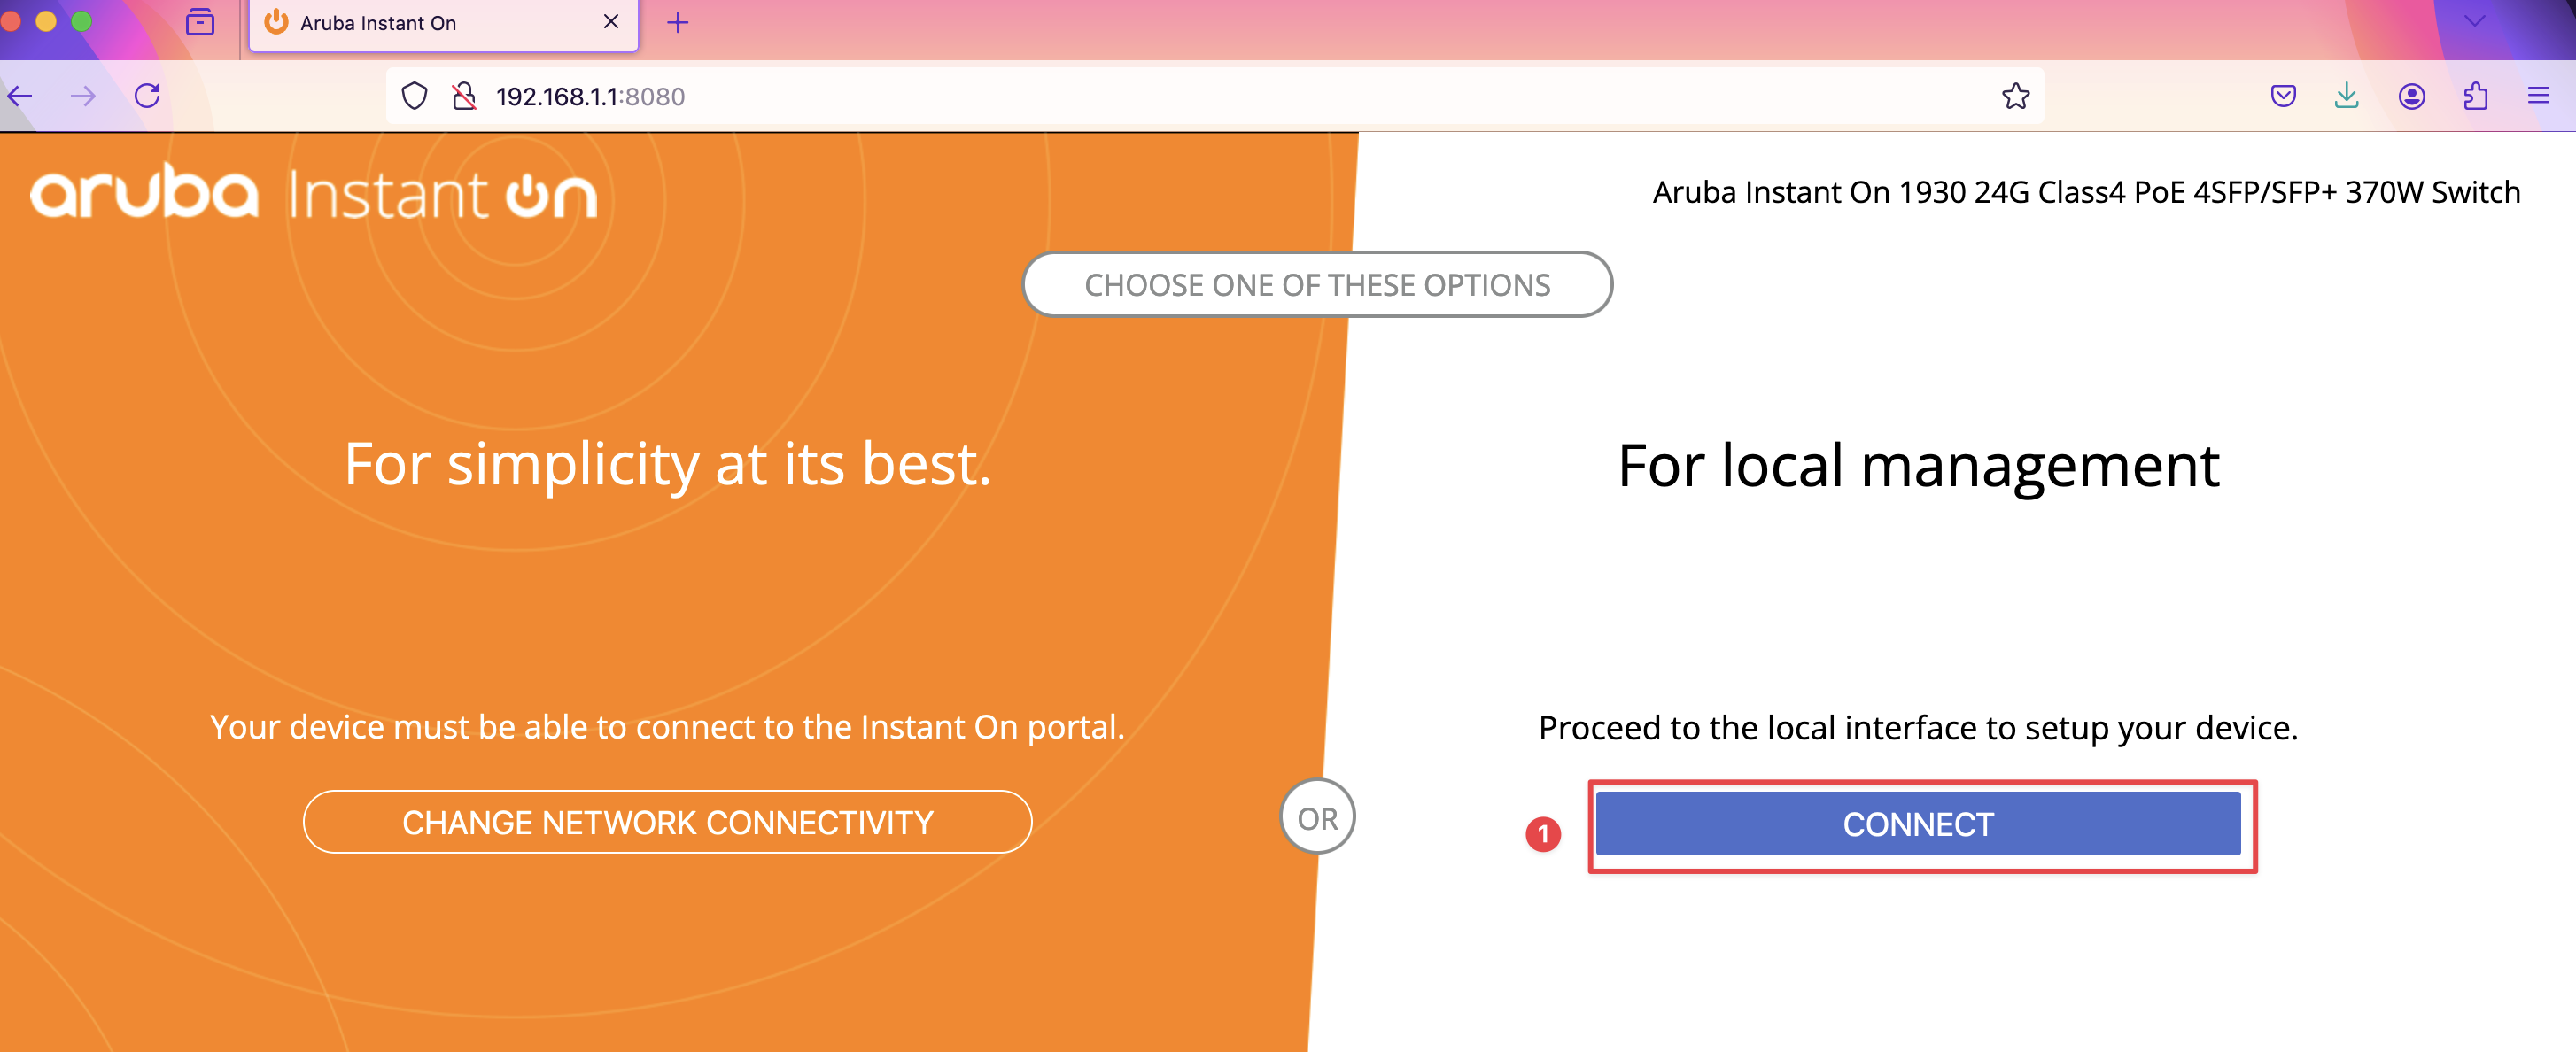 Aruba Instant On
192.168.1.1:8080
aruba Instant On
Aruba Instant On 1930 24G Class4 PoE 4SFP/SFP+ 370W Switch
CHOOSE ONE OF THESE OPTIONS
For simplicity at its best.
For local management
Your device must be able to connect to the Instant On portal.
Proceed to the local interface to setup your device.
CHANGE NETWORK CONNECTIVITY
OR
1
CONNECT